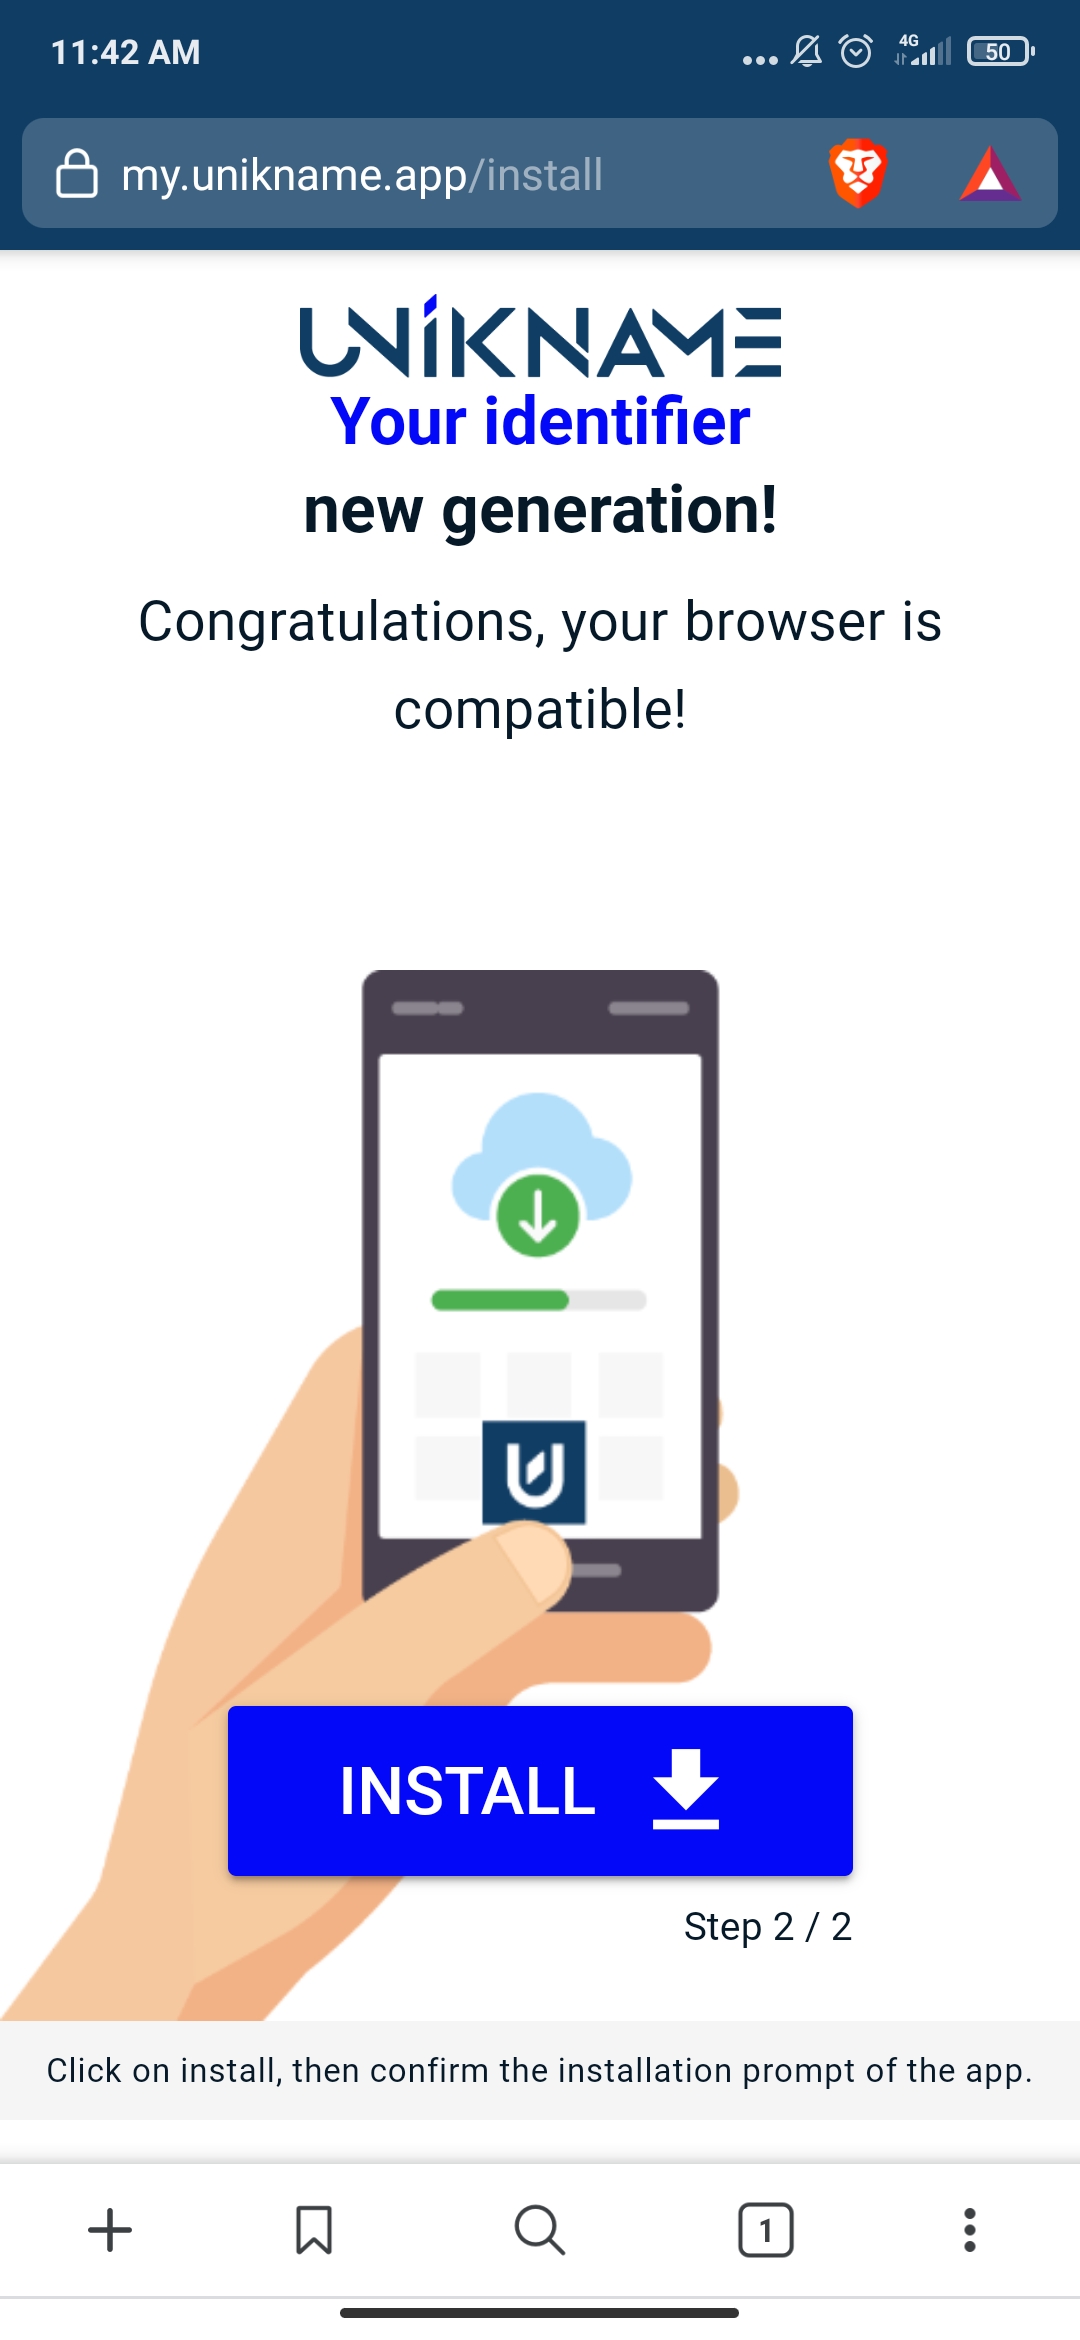 11:42 AM
4G
50
my.unikname.app/install
UNIKNAME
Your identifier
new generation!
Congratulations, your browser is
compatible!
INSTALL
Step 2 / 2
Click on install, then confirm the installation prompt of the app.
1